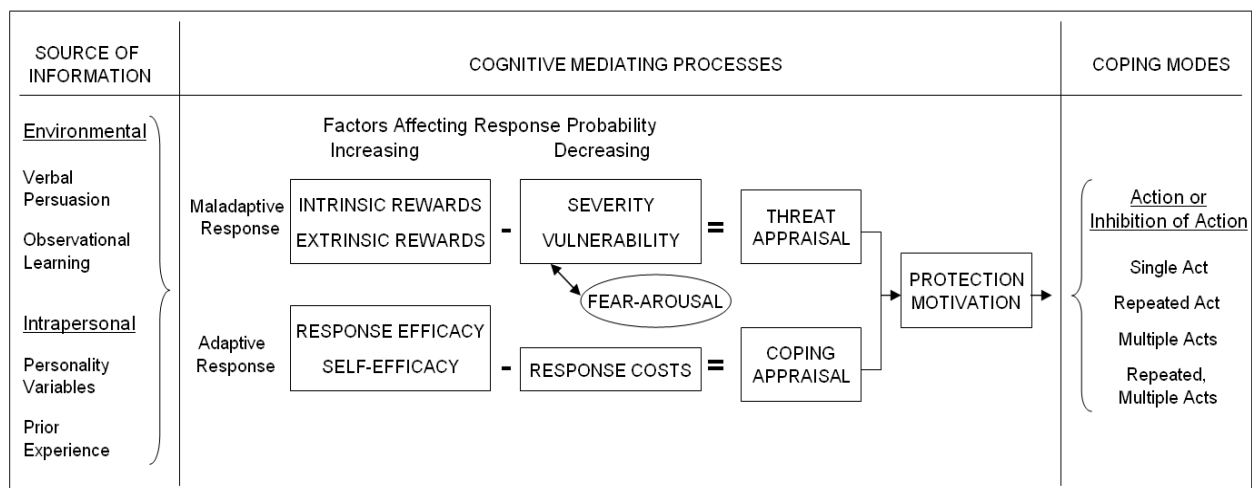 SOURCE OF
INFORMATION
COGNITIVE MEDIATING PROCESSES
COPING MODES
Environmental
Verbal
Persuasion
Observational
Learning
Intrapersonal
Personality
Variables
Prior
Experience
Factors Affecting Response Probability
Increasing
Decreasing
Maladaptive
Response
INTRINSIC REWARDS
EXTRINSIC REWARDS
-
SEVERITY
VULNERABILITY
=
THREAT
APPRAISAL
FEAR-AROUSAL
Adaptive
Response
RESPONSE EFFICACY
SELF-EFFICACY
-
RESPONSE COSTS
=
COPING
APPRAISAL
PROTECTION
MOTIVATION
Action or
Inhibition of Action
Single Act
Repeated Act
Multiple Acts
Repeated,
Multiple Acts